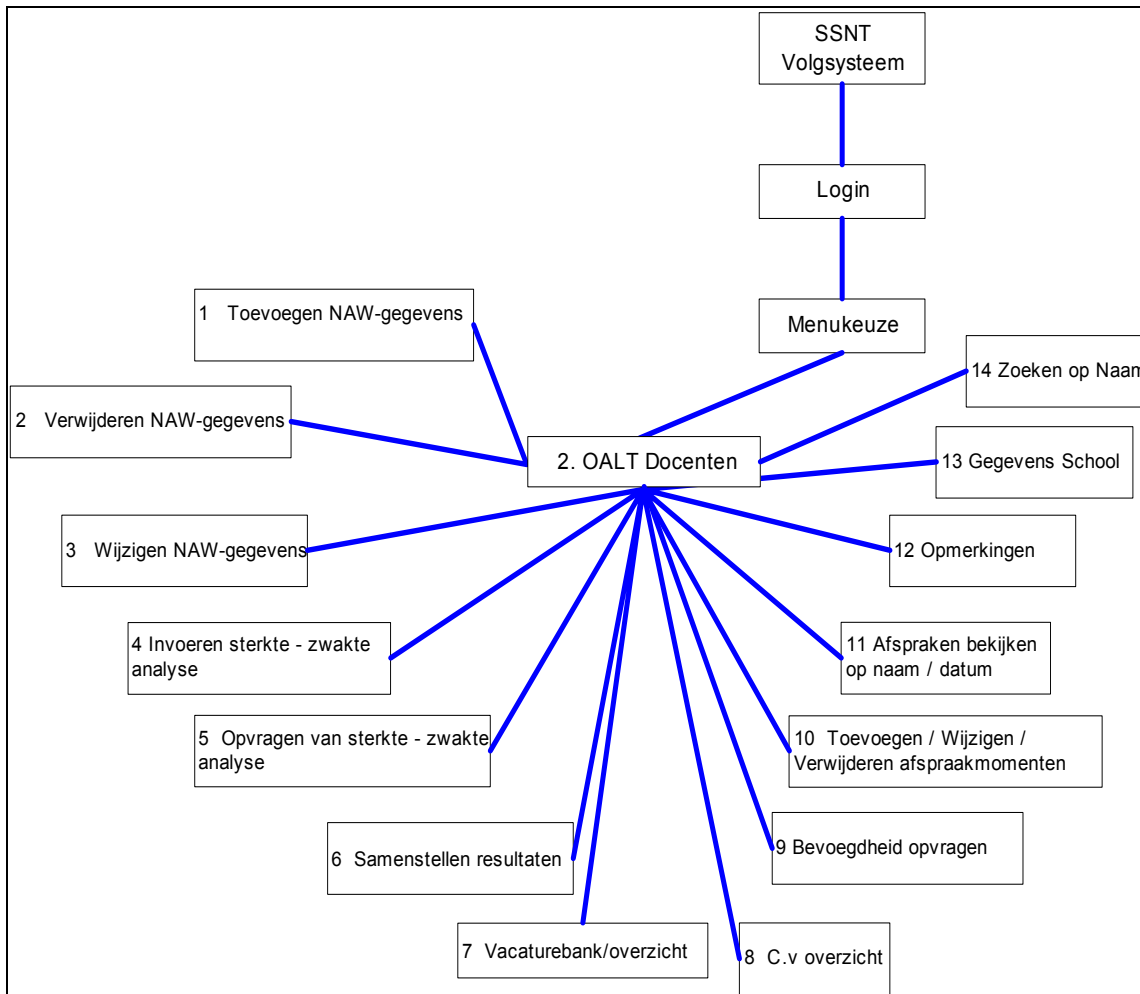 SSNT
Volgsysteem
Login
Menukeuze
1 Toevoegen NAW-gegevens
14 Zoeken op Naam
2 Verwijderen NAW-gegevens
2. OALT Docenten
13 Gegevens School
3 Wijzigen NAW-gegevens
12 Opmerkingen
4 Invoeren sterkte - zwakte
analyse
11 Afspraken bekijken
op naam / datum
5 Opvragen van sterkte - zwakte
analyse
10 Toevoegen / Wijzigen /
Verwijderen afspraakmomenten
6 Samenstellen resultaten
9 Bevoegdheid opvragen
7 Vacaturebank/overzicht
8 C.v overzicht